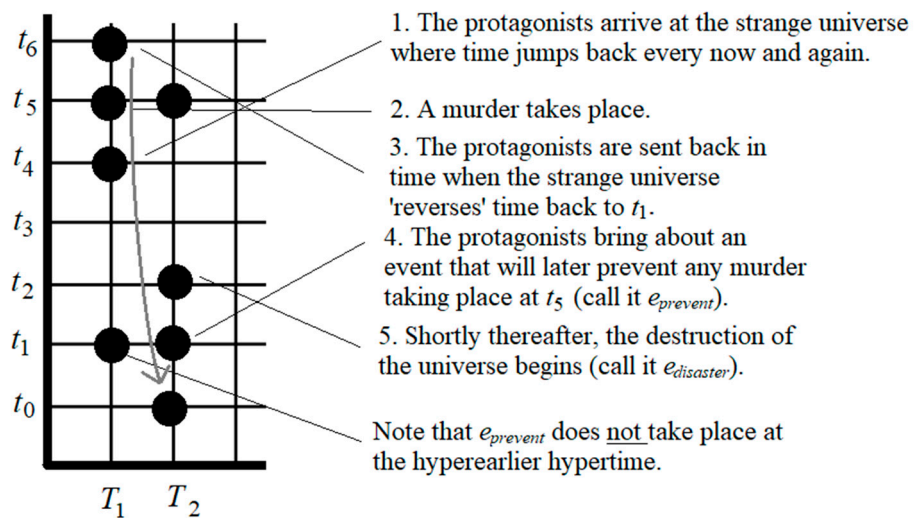 t6
t5
t4
t3
t2
t1
t0
T1
T2
1. The protagonists arrive at the strange universe
where time jumps back every now and again.
2. A murder takes place.
3. The protagonists are sent back in
time when the strange universe
'reverses' time back to t1.
4. The protagonists bring about an
event that will later prevent any murder
taking place at t5 (call it eprevent).
5. Shortly thereafter, the destruction of
the universe begins (call it edisaster).
Note that eprevent does not take place at
the hyperearlier hypertime.